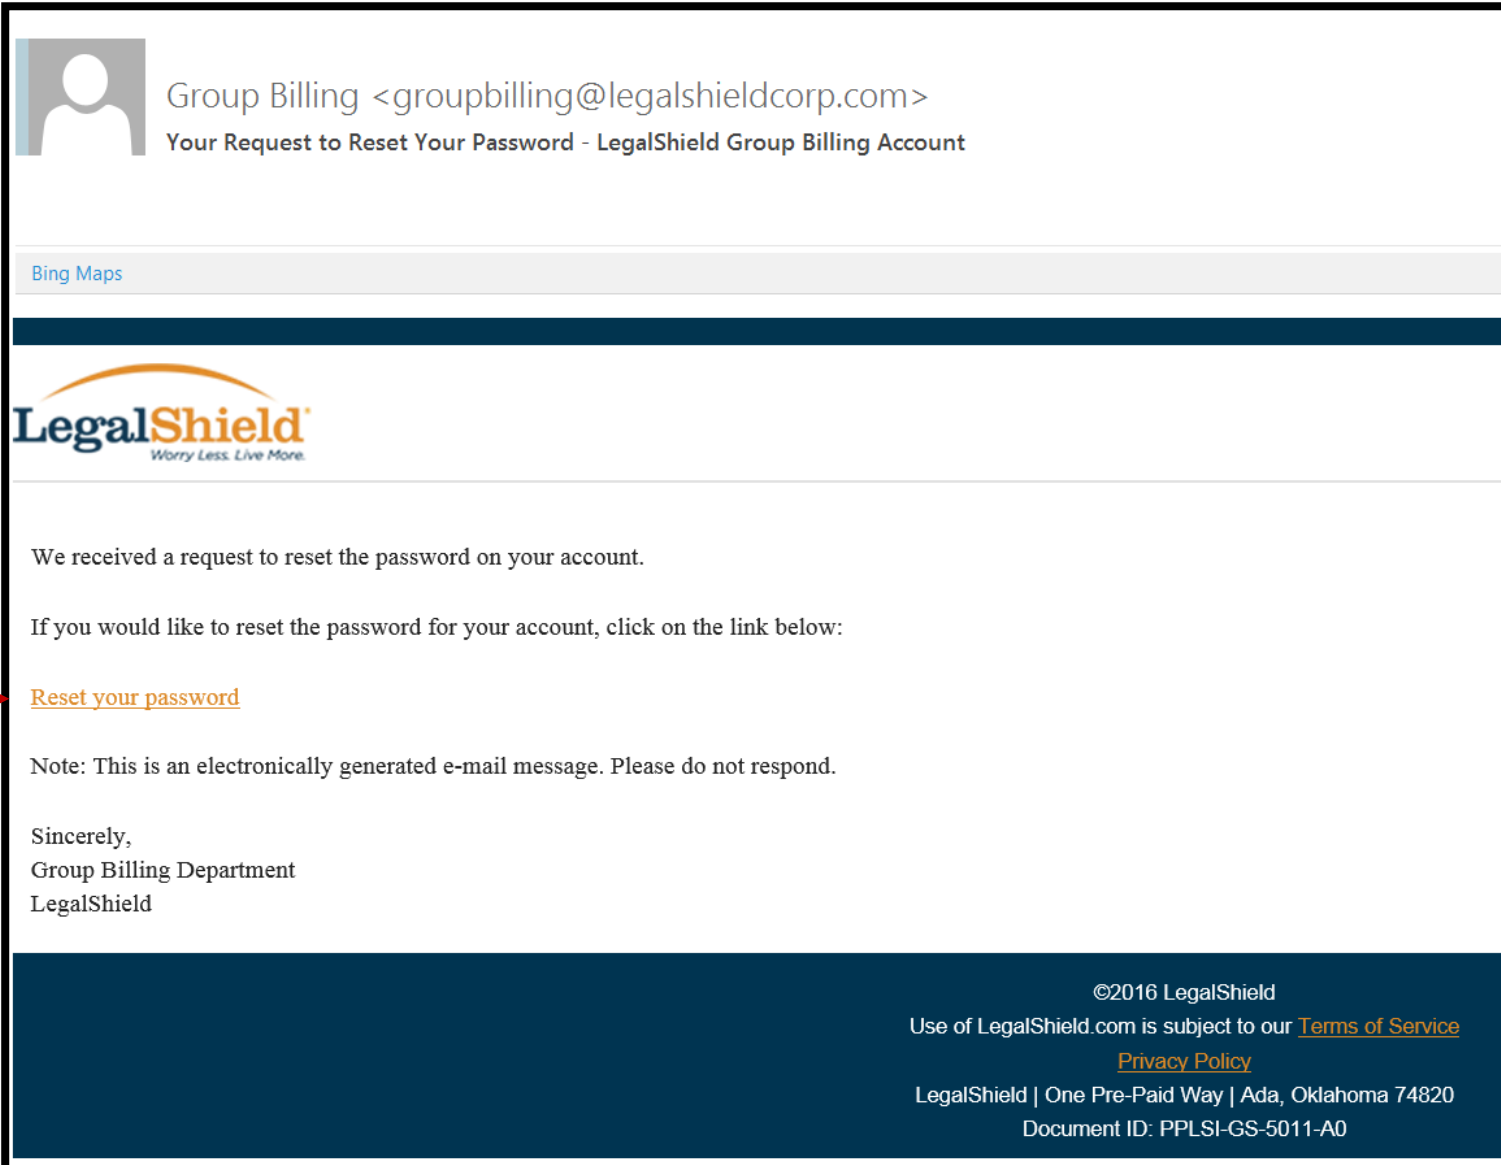 Group Billing <groupbilling@legalshieldcorp.com>
Your Request to Reset Your Password - LegalShield Group Billing Account
Bing Maps
LegalShield®
Worry Less. Live More.
We received a request to reset the password on your account.
If you would like to reset the password for your account, click on the link below:
Reset your password
Note: This is an electronically generated e-mail message. Please do not respond.
Sincerely,
Group Billing Department
LegalShield
©2016 LegalShield
Use of LegalShield.com is subject to our Terms of Service
Privacy Policy
LegalShield | One Pre-Paid Way | Ada, Oklahoma 74820
Document ID: PPLSI-GS-5011-A0